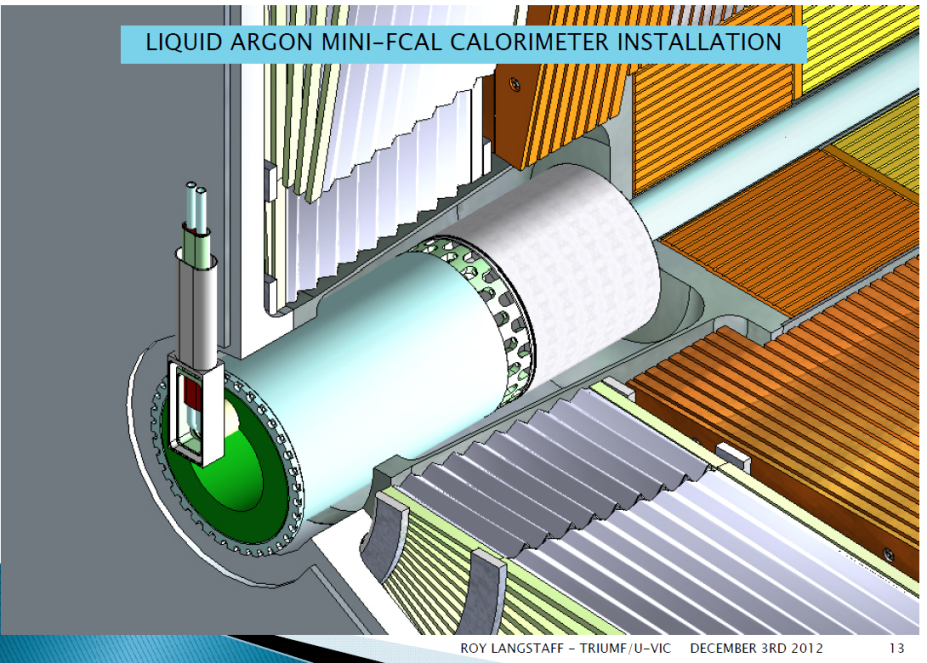 LIQUID ARGON MINI-FCAL CALORIMETER INSTALLATION
ROY LANGSTAFF - TRIUMF/U-VIC DECEMBER 3RD 2012 13